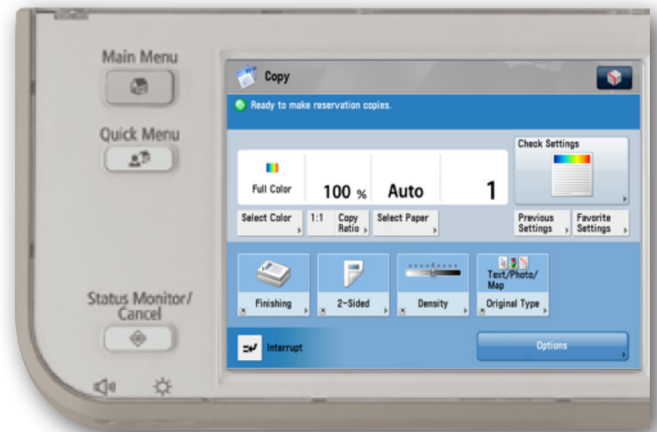 Main Menu
Quick Menu
Status Monitor/
Cancel
Copy
Ready to make reservation copies.
Check Settings
Full Color
100 %
Auto
1
Select Color
1:1
Copy
Ratio
Select Paper
Previous
Settings
Favorite
Settings
Finishing
2-Sided
Density
Text/Photo/
Map
Original Type
Interrupt
Options